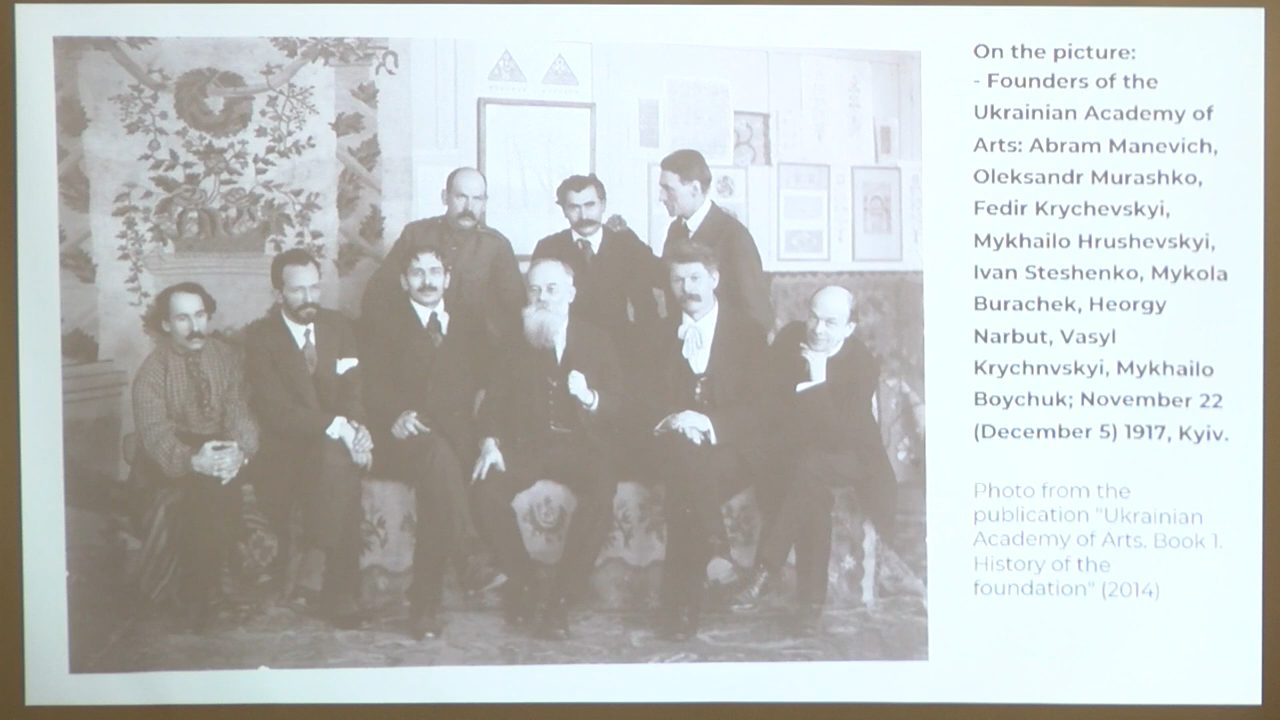 On the picture:
- Founders of the
Ukrainian Academy of
Arts: Abram Manevich,
Oleksandr Murashko,
Fedir Krychevskyi,
Mykhailo Hrushevskyi,
Ivan Steshenko, Mykola
Burachek, Heorgy
Narbut, Vasyl
Krychnvskyi, Mykhailo
Boychuk; November 22
(December 5) 1917, Kyiv.
Photo from the
publication "Ukrainian
Academy of Arts. Book 1.
History of the
foundation" (2014)